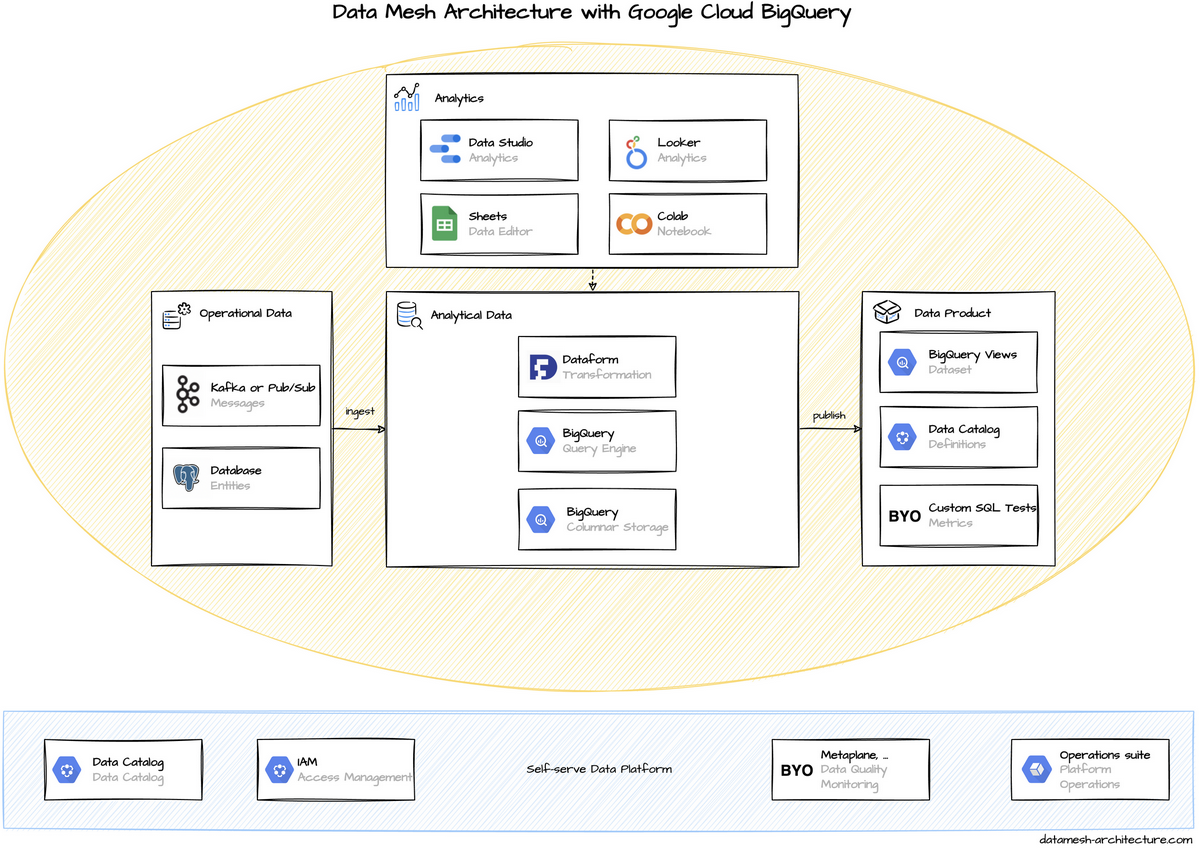 Data Mesh Architecture with Google Cloud BigQuery
Analytics
Data Studio
Analytics
Looker
Analytics
Sheets
Data Editor
Colab
Notebook
Operational Data
Kafka or Pub/Sub
Messages
Database
Entities
ingest
Analytical Data
Dataform
Transformation
BigQuery
Query Engine
BigQuery
Columnar Storage
publish
Data Product
BigQuery Views
Dataset
Data Catalog
Definitions
BYO
Custom SQL Tests
Metrics
Data Catalog
Data Catalog
IAM
Access Management
Self-serve Data Platform
BYO
Metaplane, ...
Data Quality
Monitoring
Operations suite
Platform
Operations
datamesh-architecture.com